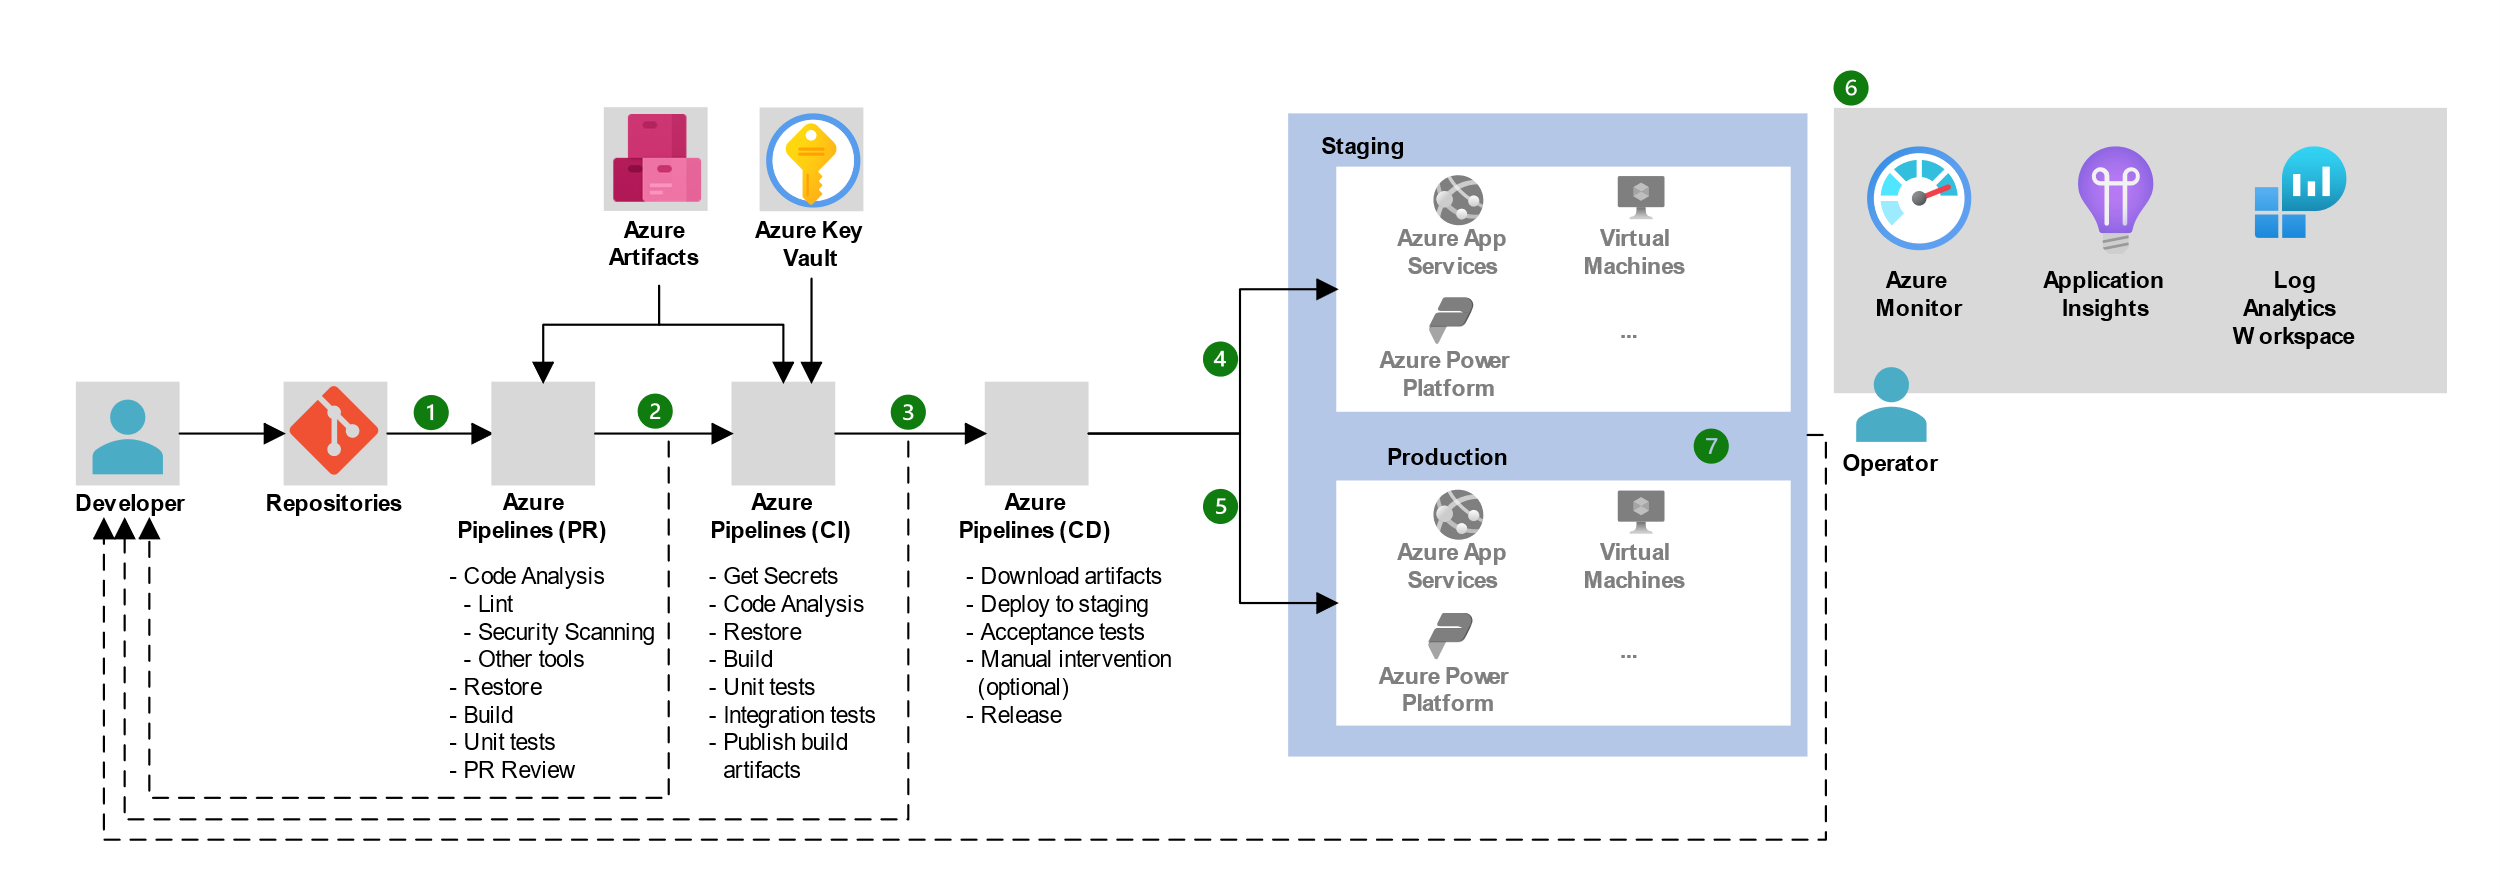 6
Staging
Azure App
Services
Virtual
Machines
Azure Power
Platform
...
Azure
Artifacts
Azure Key
Vault
Azure
Monitor
Application
Insights
Log
Analytics
Workspace
4
1
2
3
Developer
Repositories
Azure
Pipelines (PR)
Azure
Pipelines (CI)
Azure
Pipelines (CD)
Operator
7
Production
5
Azure App
Services
Virtual
Machines
Azure Power
Platform
...
- Code Analysis
- Lint
- Security Scanning
- Other tools
- Restore
- Build
- Unit tests
- PR Review
- Get Secrets
- Code Analysis
- Restore
- Build
- Unit tests
- Integration tests
- Publish build
artifacts
- Download artifacts
- Deploy to staging
- Acceptance tests
- Manual intervention
(optional)
- Release